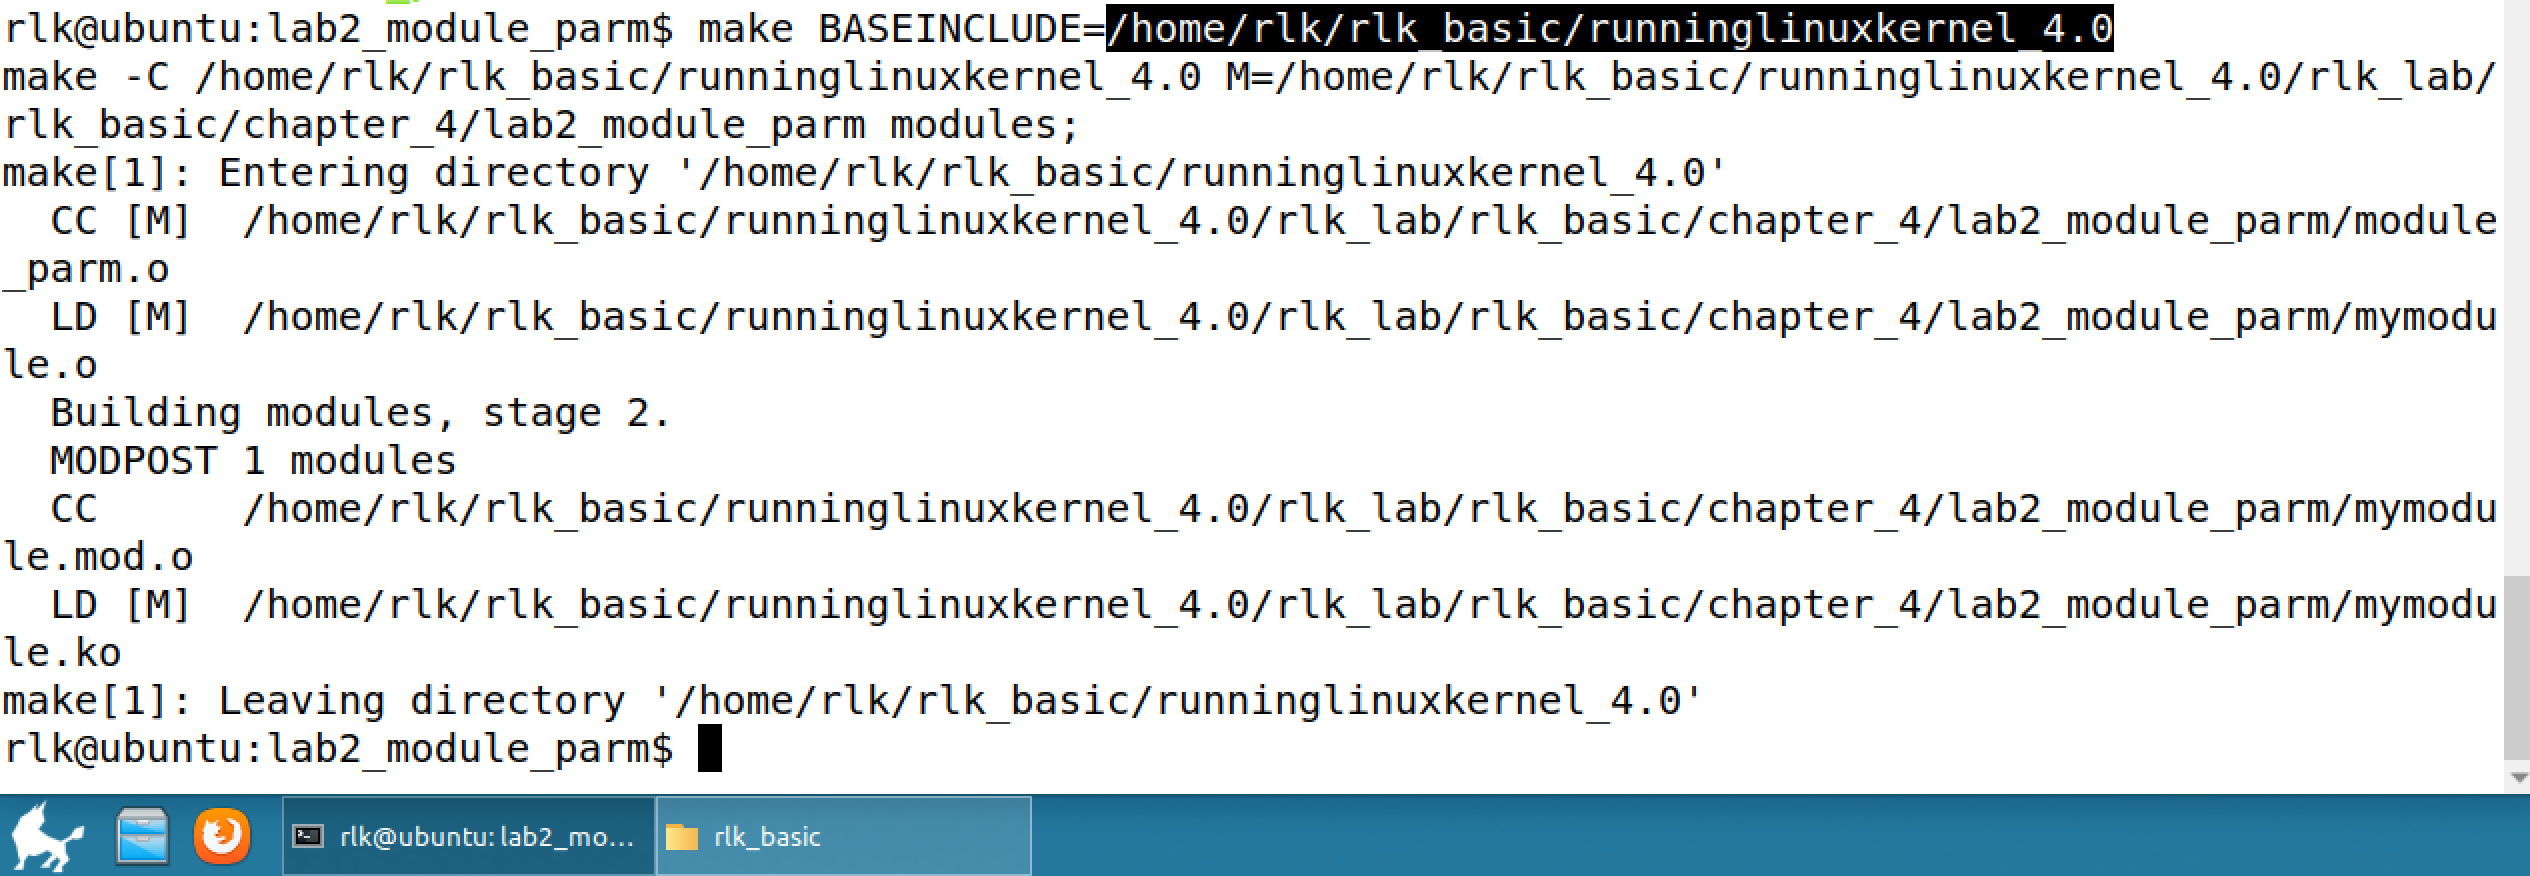 rlk@ubuntu:lab2_module_parm$ make BASEINCLUDE=/home/rlk/rlk_basic/runninglinuxkernel_4.0
make -C /home/rlk/rlk_basic/runninglinuxkernel_4.0 M=/home/rlk/rlk_basic/runninglinuxkernel_4.0/rlk_lab/
rlk_basic/chapter_4/lab2_module_parm modules;
make[1]: Entering directory '/home/rlk/rlk_basic/runninglinuxkernel_4.0'
  CC [M]  /home/rlk/rlk_basic/runninglinuxkernel_4.0/rlk_lab/rlk_basic/chapter_4/lab2_module_parm/module
_parm.o
  LD [M]  /home/rlk/rlk_basic/runninglinuxkernel_4.0/rlk_lab/rlk_basic/chapter_4/lab2_module_parm/mymodu
le.o
  Building modules, stage 2.
  MODPOST 1 modules
  CC      /home/rlk/rlk_basic/runninglinuxkernel_4.0/rlk_lab/rlk_basic/chapter_4/lab2_module_parm/mymodu
le.mod.o
  LD [M]  /home/rlk/rlk_basic/runninglinuxkernel_4.0/rlk_lab/rlk_basic/chapter_4/lab2_module_parm/mymodu
le.ko
make[1]: Leaving directory '/home/rlk/rlk_basic/runninglinuxkernel_4.0'
rlk@ubuntu:lab2_module_parm$
rlk@ubuntu: lab2_mo...
rlk_basic